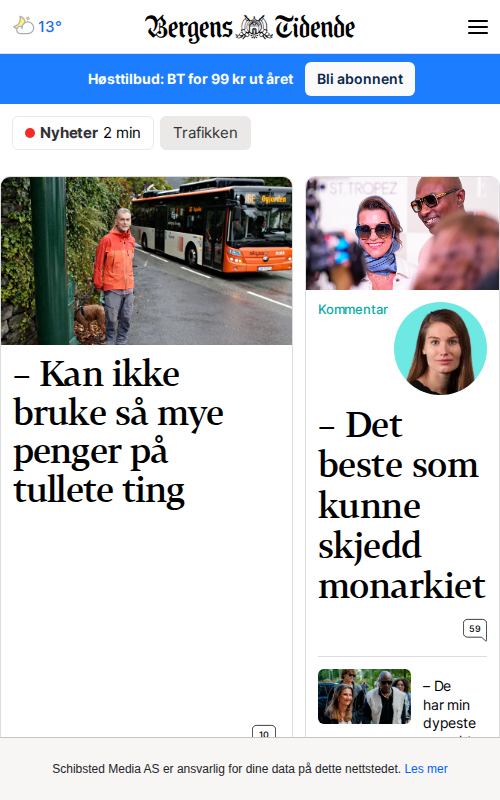 13°
Bergens Tidende
Høsttilbud: BT for 99 kr ut året
Bli abonnent
Nyheter 2 min
Trafikken
ST.TROPEZ
– Kan ikke
bruke så mye
penger på
tullete ting
10
Kommentar
– Det
beste som
kunne
skjedd
monarkiet
59
– De
har min
dypeste
Schibsted Media AS er ansvarlig for dine data på dette nettstedet. Les mer